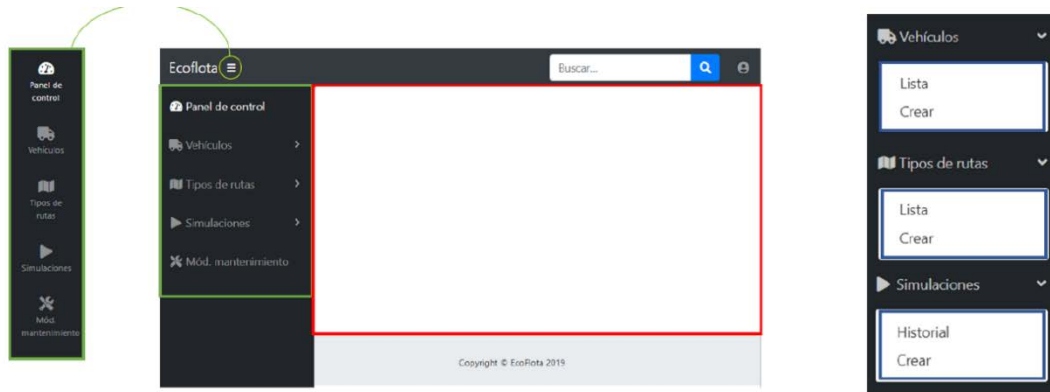 Panel de
control
Vehículos
Tipos de
rutas
Simulaciones
Mód.
mantenimiento
Ecoflota
Buscar...
Panel de control
Vehículos
Tipos de rutas
Simulaciones
Mód. mantenimiento
Copyright © EcoFlota 2019
Vehículos
Lista
Crear
Tipos de rutas
Lista
Crear
Simulaciones
Historial
Crear